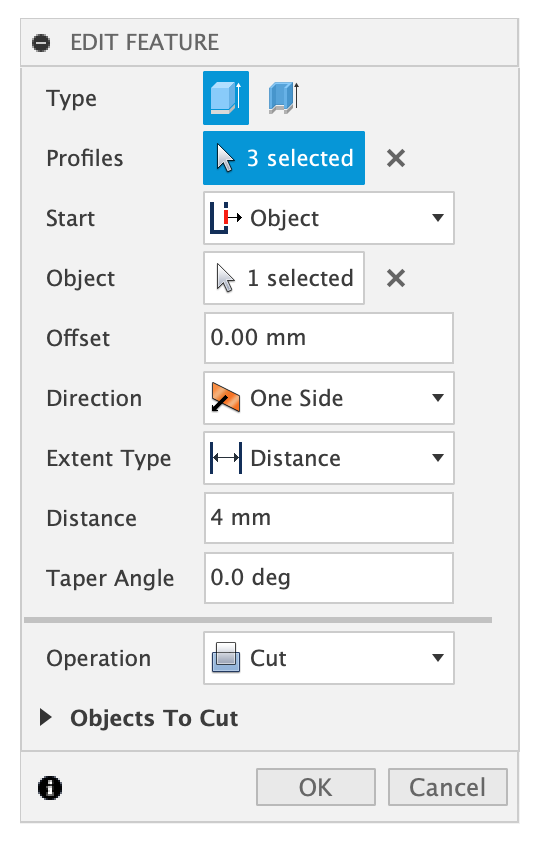 EDIT FEATURE
Type
Profiles 3 selected
Start Object
Object 1 selected
Offset 0.00 mm
Direction One Side
Extent Type Distance
Distance 4 mm
Taper Angle 0.0 deg
Operation Cut
Objects To Cut
OK Cancel